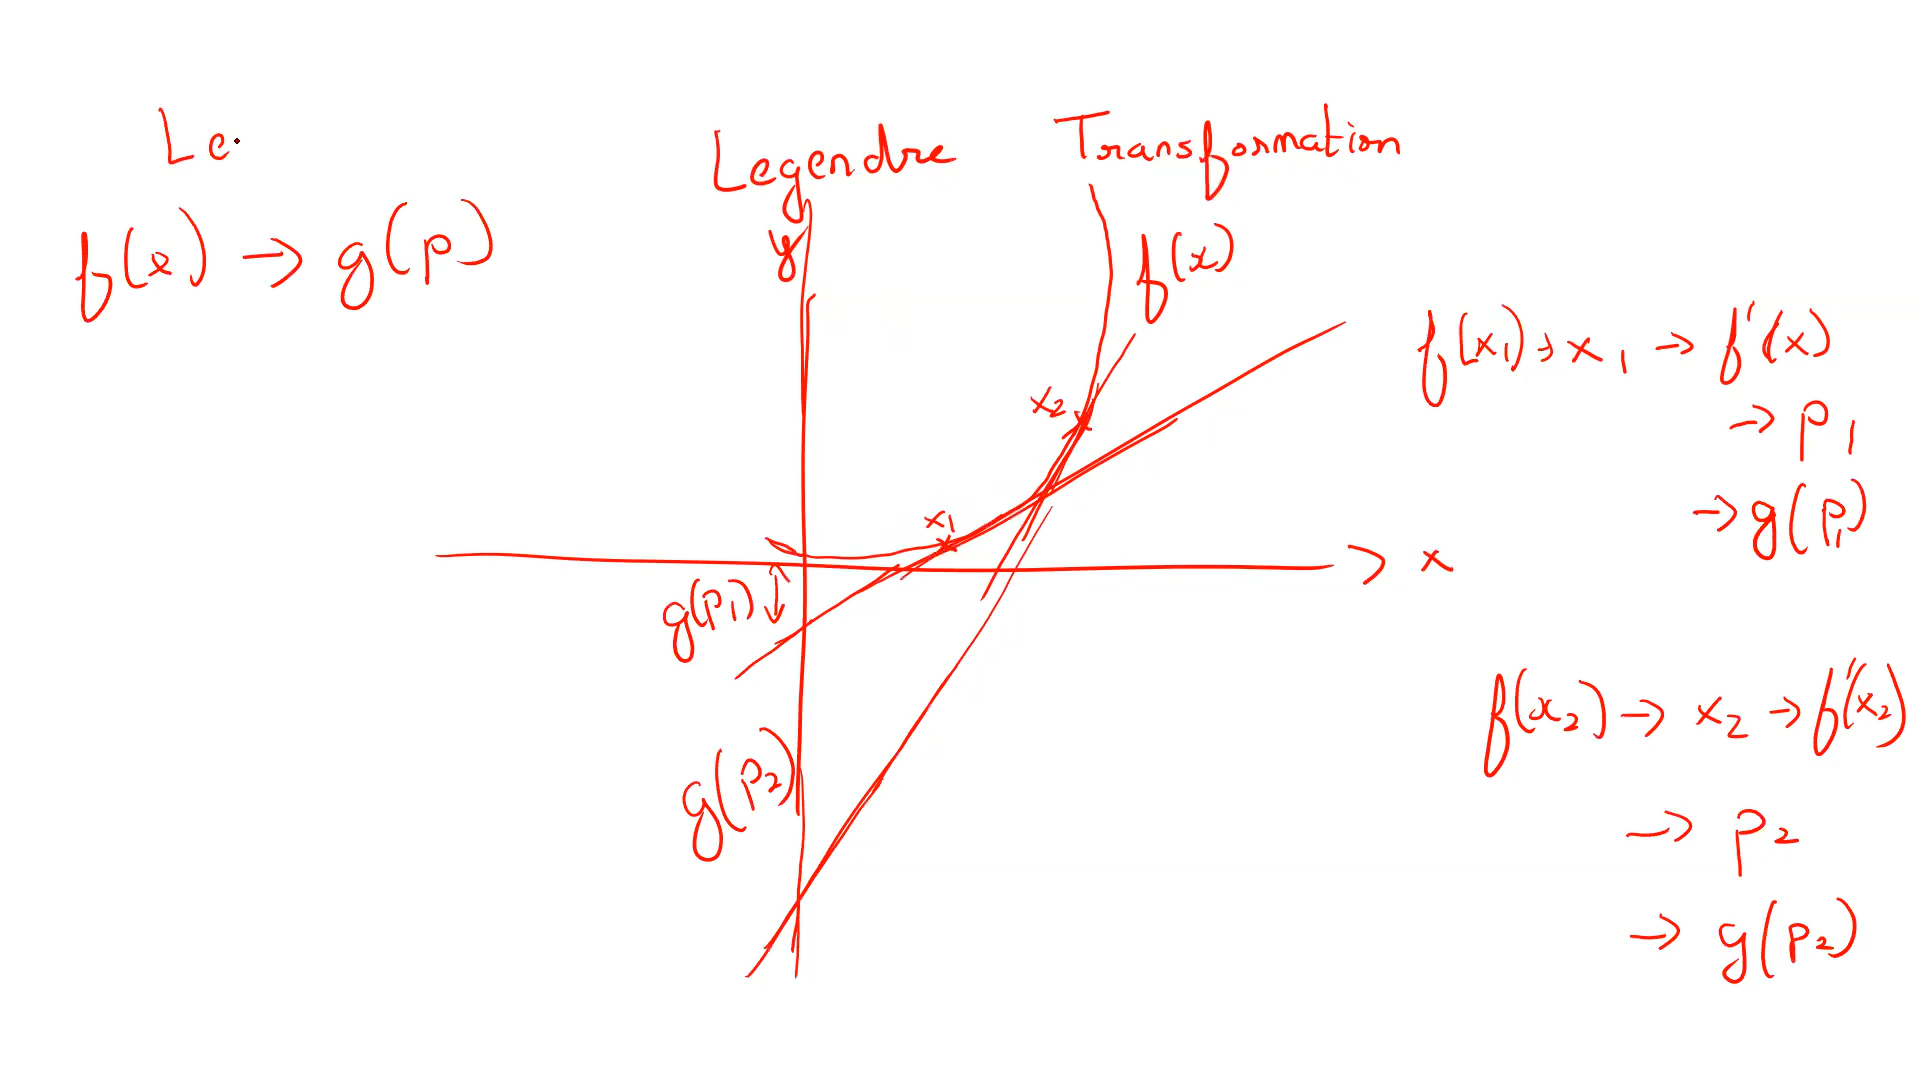 Le
Legendre Transformation
f(x) → g(p)
y
f(x)
f(x₁) → x₁ → f'(x)
→ p₁
→ g(p₁)
x₂
x₁
x
g(p₁)
f(x₂) → x₂ → f'(x₂)
→ p₂
→ g(p₂)
g(p₂)